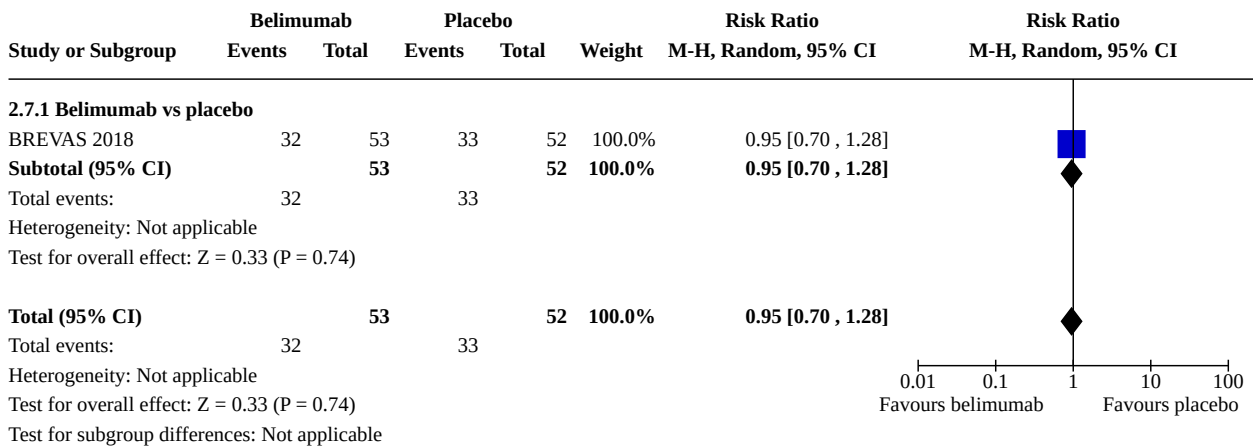 Belimumab Placebo Risk Ratio Risk Ratio
Study or Subgroup Events Total Events Total Weight M-H, Random, 95% CI M-H, Random, 95% CI
2.7.1 Belimumab vs placebo
BREVAS 2018 32 53 33 52 100.0% 0.95 [0.70 , 1.28]
Subtotal (95% CI) 53 52 100.0% 0.95 [0.70 , 1.28]
Total events: 32 33
Heterogeneity: Not applicable
Test for overall effect: Z = 0.33 (P = 0.74)
Total (95% CI) 53 52 100.0% 0.95 [0.70 , 1.28]
Total events: 32 33
Heterogeneity: Not applicable
0.01 0.1 1 10 100
Test for overall effect: Z = 0.33 (P = 0.74)
Favours belimumab Favours placebo
Test for subgroup differences: Not applicable